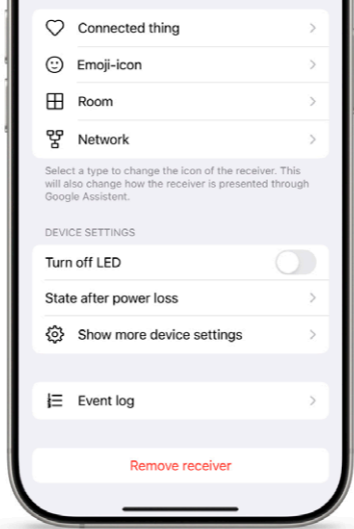 Connected thing
Emoji-icon
Room
Network
Select a type to change the icon of the receiver. This
will also change how the receiver is presented through
Google Assistent.
DEVICE SETTINGS
Turn off LED
State after power loss
Show more device settings
Event log
Remove receiver